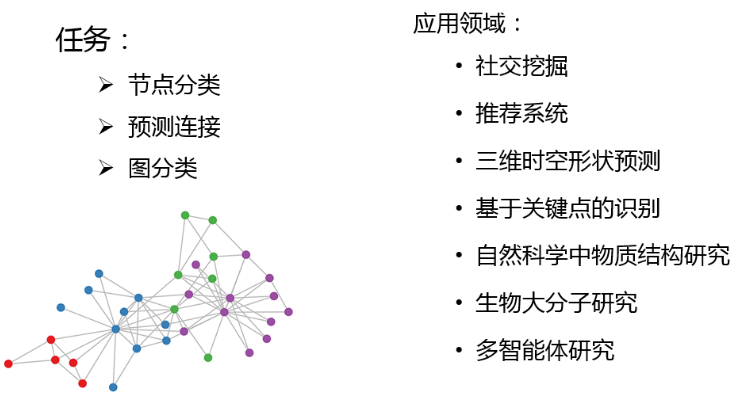 任务：
节点分类
预测连接
图分类
应用领域：
社交挖掘
推荐系统
三维时空形状预测
基于关键点的识别
自然科学中物质结构研究
生物大分子研究
多智能体研究